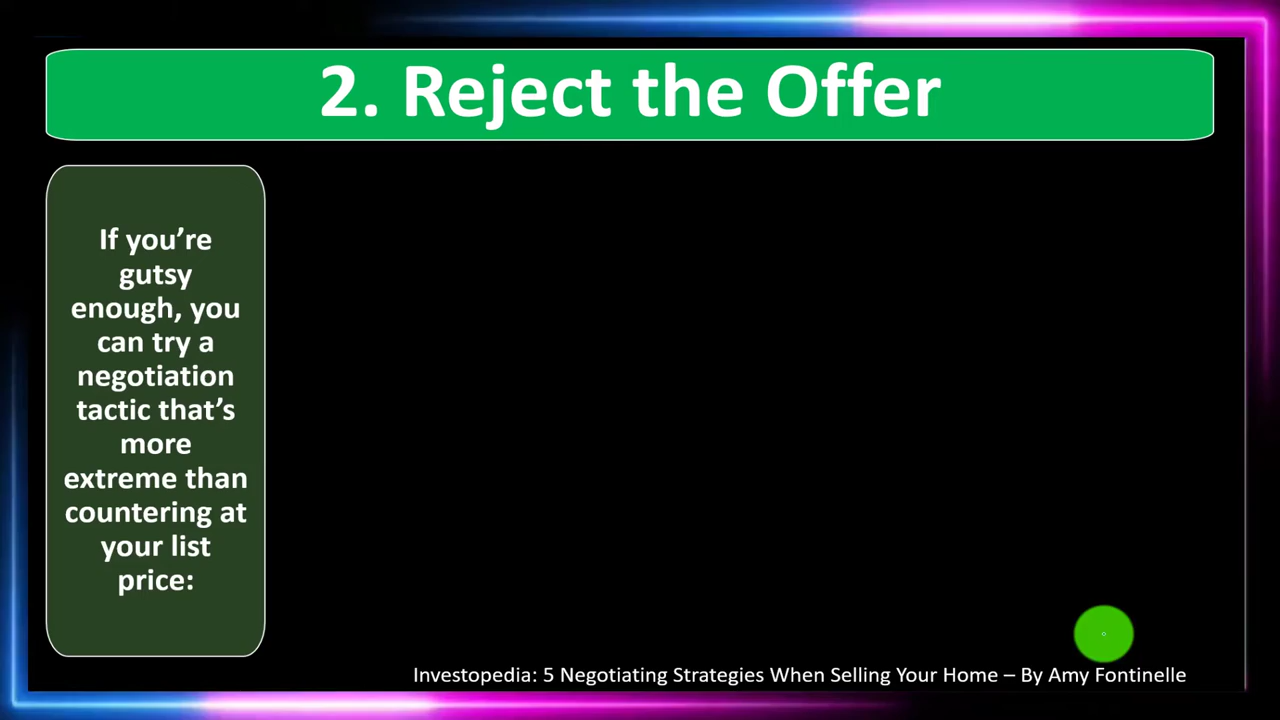 2. Reject the Offer
If you’re
gutsy
enough, you
can try a
negotiation
tactic that’s
more
extreme than
countering at
your list
price:
Investopedia: 5 Negotiating Strategies When Selling Your Home – By Amy Fontinelle